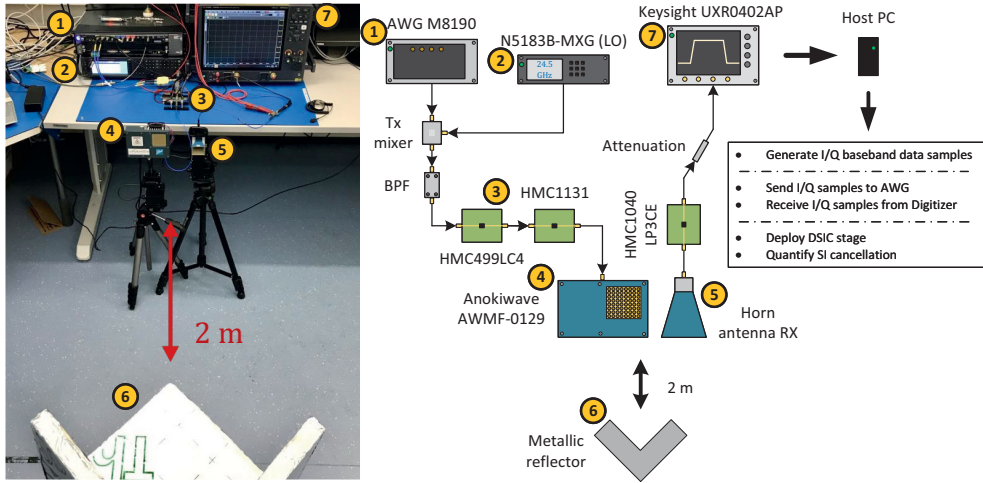 1
2
3
4
5
2 m
6
7
1
AWG M8190
2
N5183B-MXG (LO)
24.5
GHz
Tx
mixer
BPF
3
HMC1131
HMC499LC4
4
Anokiwave
AWMF-0129
7
Keysight UXR0402AP
Attenuation
HMC1040
LP3CE
5
Horn
antenna RX
2 m
6
Metallic
reflector
Host PC
• Generate I/Q baseband data samples
• Send I/Q samples to AWG
• Receive I/Q samples from Digitizer
• Deploy DSIC stage
• Quantify SI cancellation